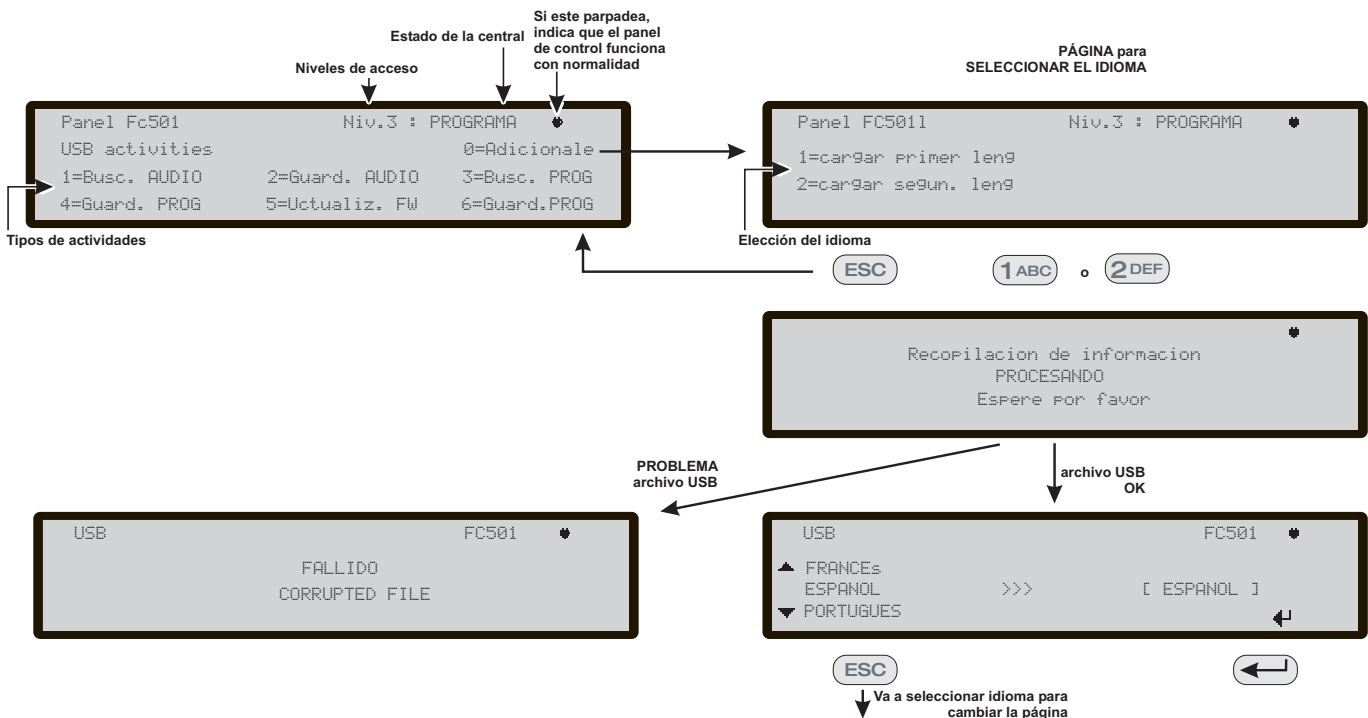 Si este parpadea,
indica que el panel
de control funciona
con normalidad
Estado de la central
Niveles de acceso
PÁGINA para
SELECCIONAR EL IDIOMA
Panel Fc501 Niv.3 : PROGRAMA
USB activities 0=Adicionale
1=Busc. AUDIO 2=Guard. AUDIO 3=Busc. PROG
4=Guard. PROG 5=Uctualiz. FW 6=Guard.PROG
Tipos de actividades
Panel FC501l Niv.3 : PROGRAMA
1=cargar primer leng
2=cargar segun. leng
Elección del idioma
ESC 1 ABC o 2 DEF
Recopilacion de informacion
PROCESANDO
Espere por favor
PROBLEMA
archivo USB
archivo USB
OK
USB FC501
FALLIDO
CORRUPTED FILE
USB FC501
FRANCEs
ESPANOL >>> [ ESPANOL ]
PORTUGUES
ESC
Va a seleccionar idioma para
cambiar la página